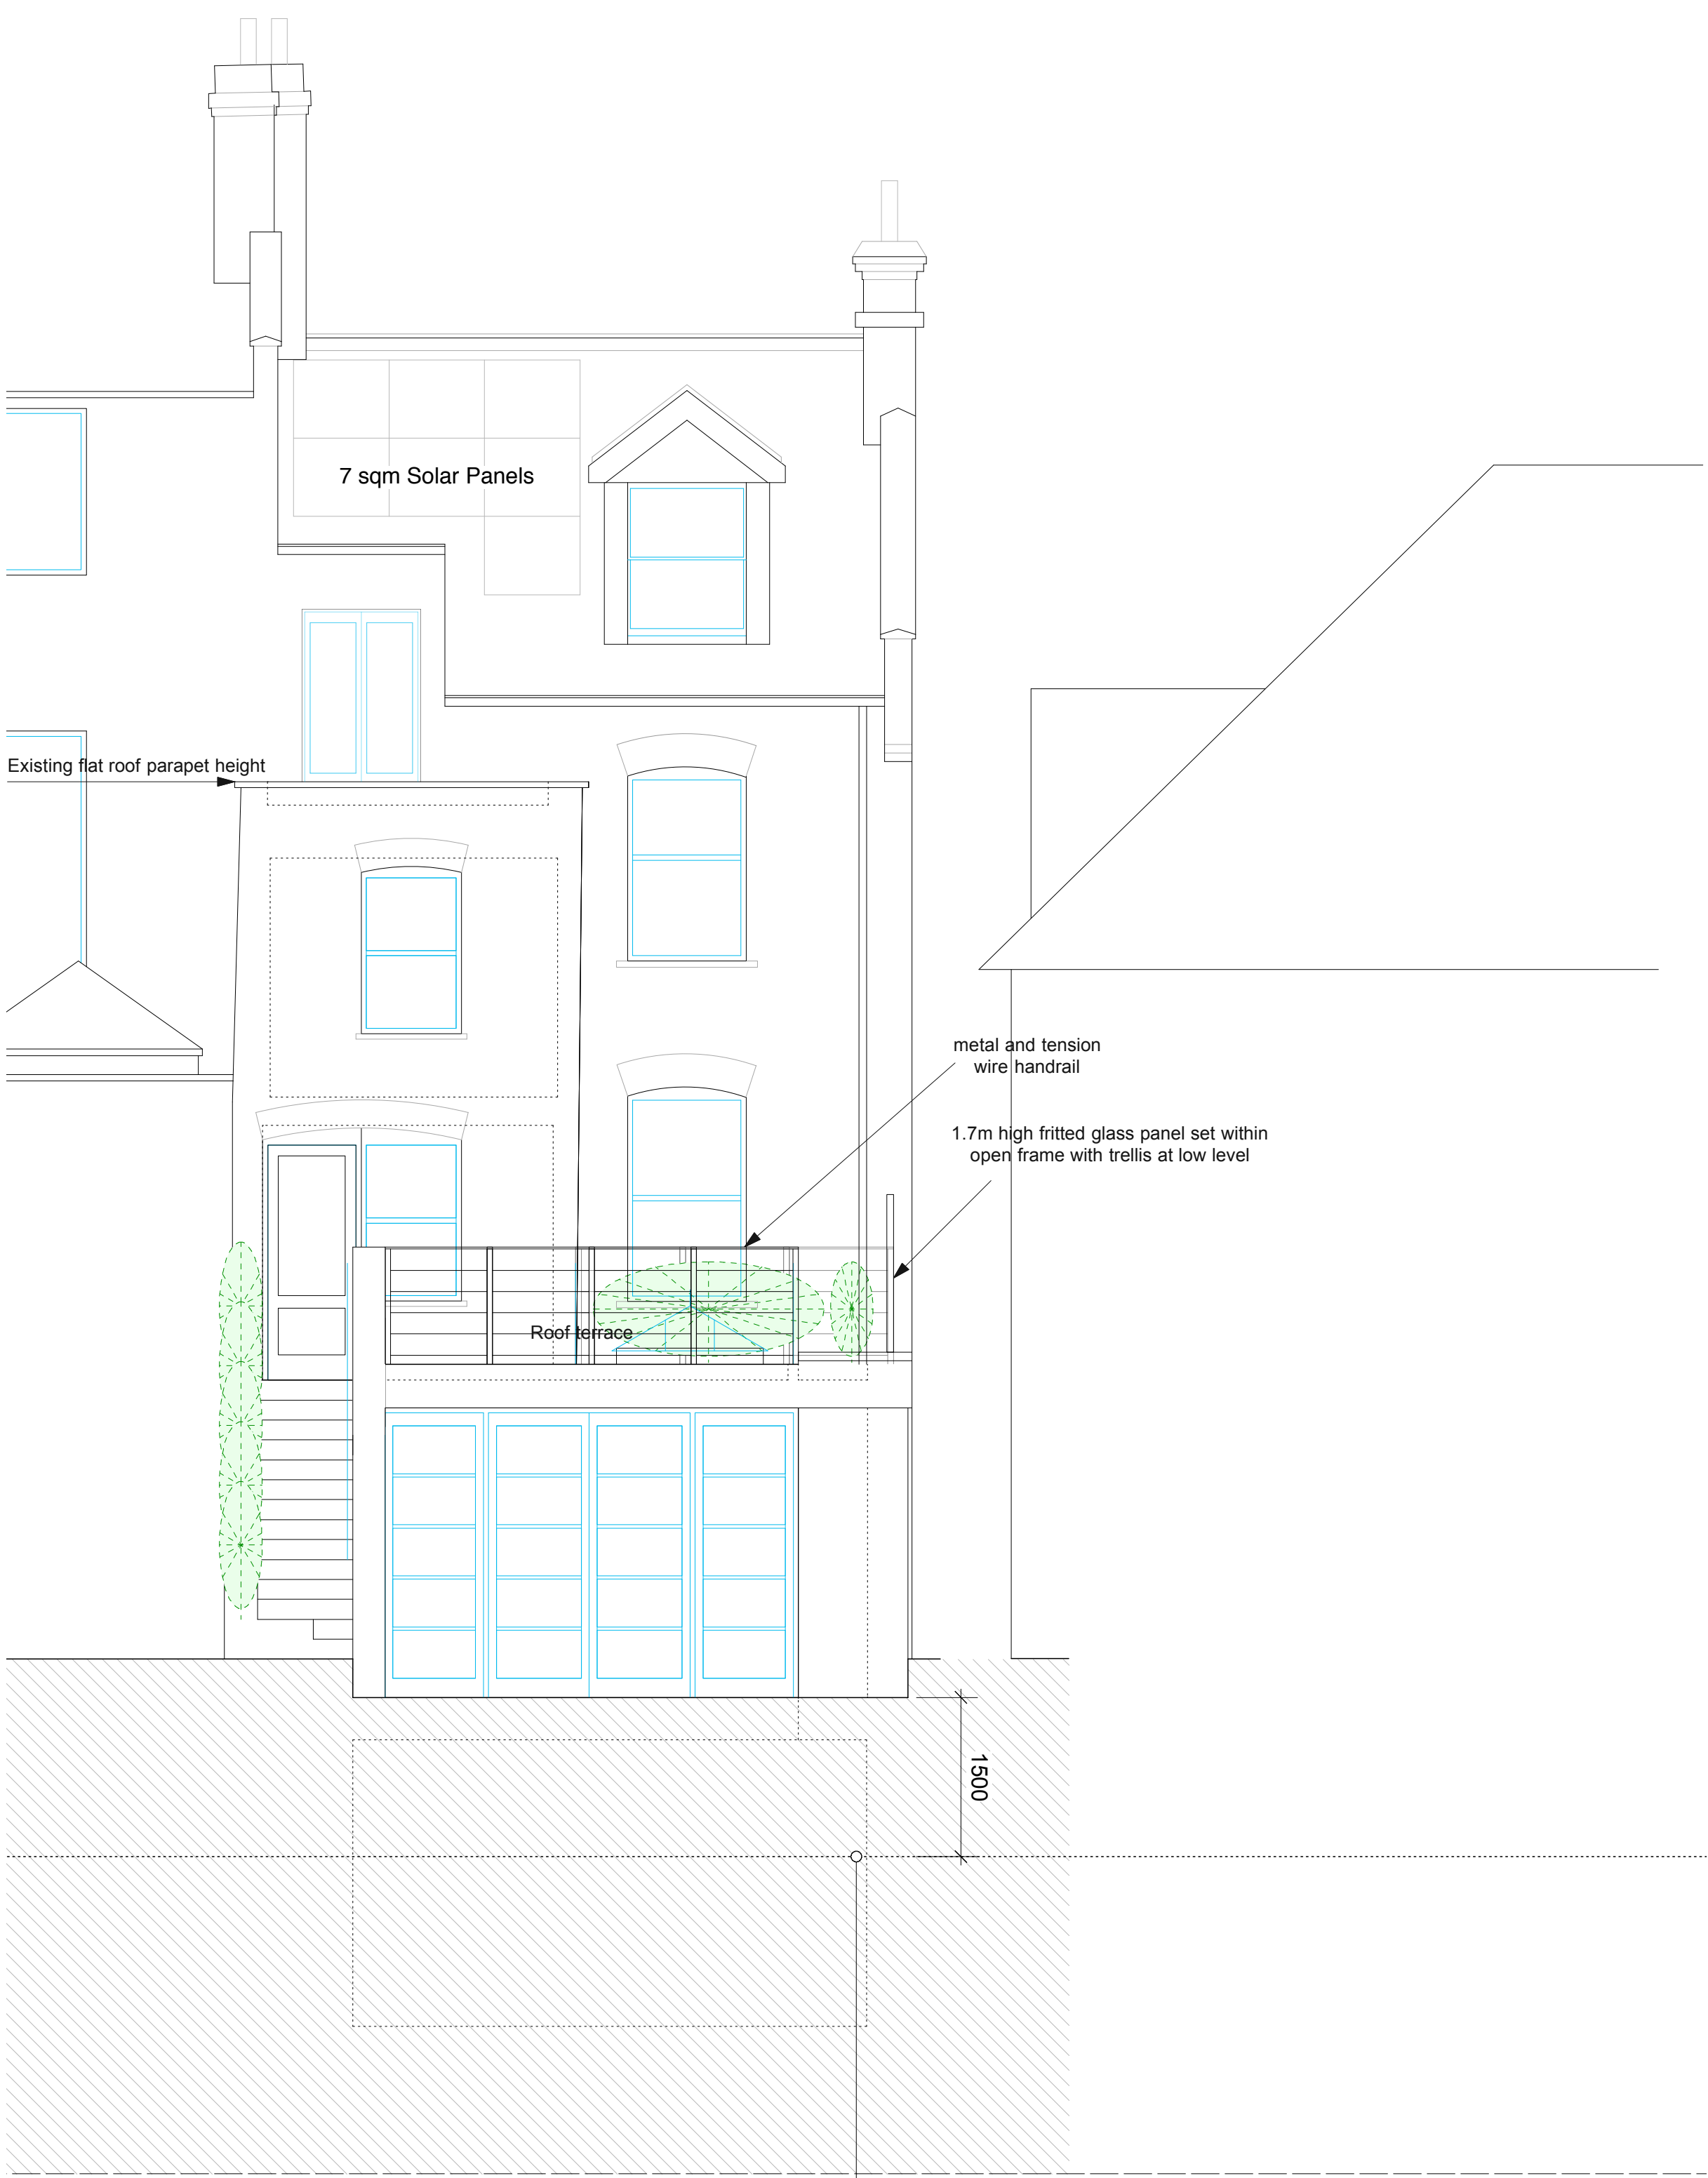 7 sqm Solar Panels
Existing flat roof parapet height
metal and tension
wire handrail
1.7m high fritted glass panel set within
open frame with trellis at low level
Roof terrace
1500